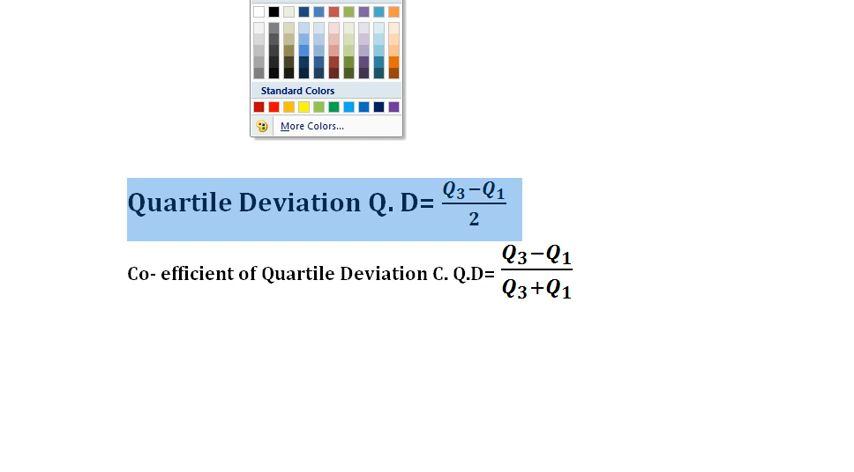 Standard Colors
More Colors...
Quartile Deviation Q. D= Q₃−Q₁ / 2
Co- efficient of Quartile Deviation C. Q.D= Q₃−Q₁ / Q₃+Q₁